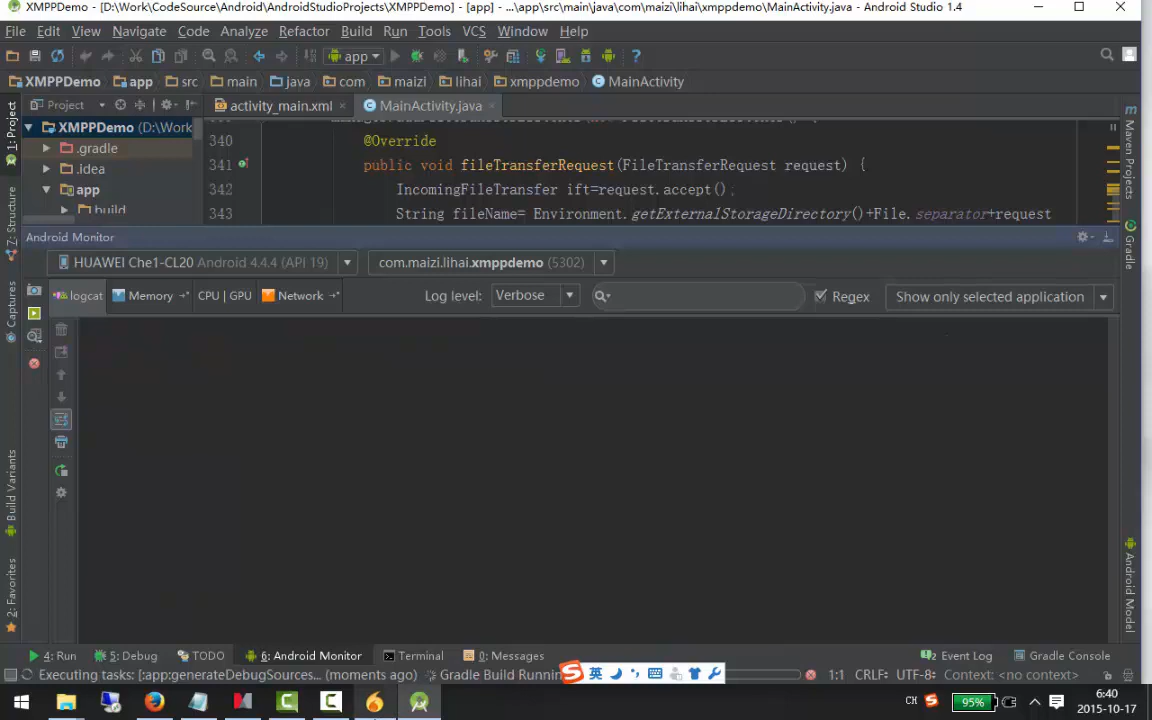 XMPPDemo - [D:\Work\CodeSource\Android\AndroidStudioProjects\XMPPDemo] - [app] - ...\app\src\main\java\com\maizi\lihai\xmppdemo\MainActivity.java - Android Studio 1.4
File Edit View Navigate Code Analyze Refactor Build Run Tools VCS Window Help
app
XMPPDemo app src main java com maizi lihai xmppdemo MainActivity
Project activity_main.xml MainActivity.java
XMPPDemo (D:\Work
.gradle
.idea
app
build
340 @Override
341 public void fileTransferRequest(FileTransferRequest request) {
342 IncomingFileTransfer ift=request.accept();
343 String fileName= Environment.getExternalStorageDirectory()+File.separator+request
1: Project
7: Structure
Captures
Build Variants
2: Favorites
Maven Projects
Gradle
Android Model
Android Monitor
HUAWEI Che1-CL20 Android 4.4.4 (API 19) com.maizi.lihai.xmppdemo (5302)
logcat Memory CPU | GPU Network Log level: Verbose Regex Show only selected application
4: Run 5: Debug TODO 6: Android Monitor Terminal 0: Messages Event Log Gradle Console
Executing tasks: [:app:generateDebugSources... (moments ago) Gradle Build Runnin 英 1:1 CRLF÷ UTF-8÷ Context: <no context>
CH 95% 6:40
2015-10-17